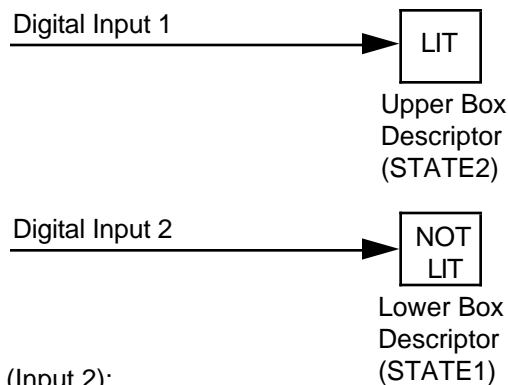 Digital Input 1
LIT
Upper Box
Descriptor
(STATE2)
Digital Input 2
NOT
LIT
Lower Box
Descriptor
(STATE1)
(Input 2):